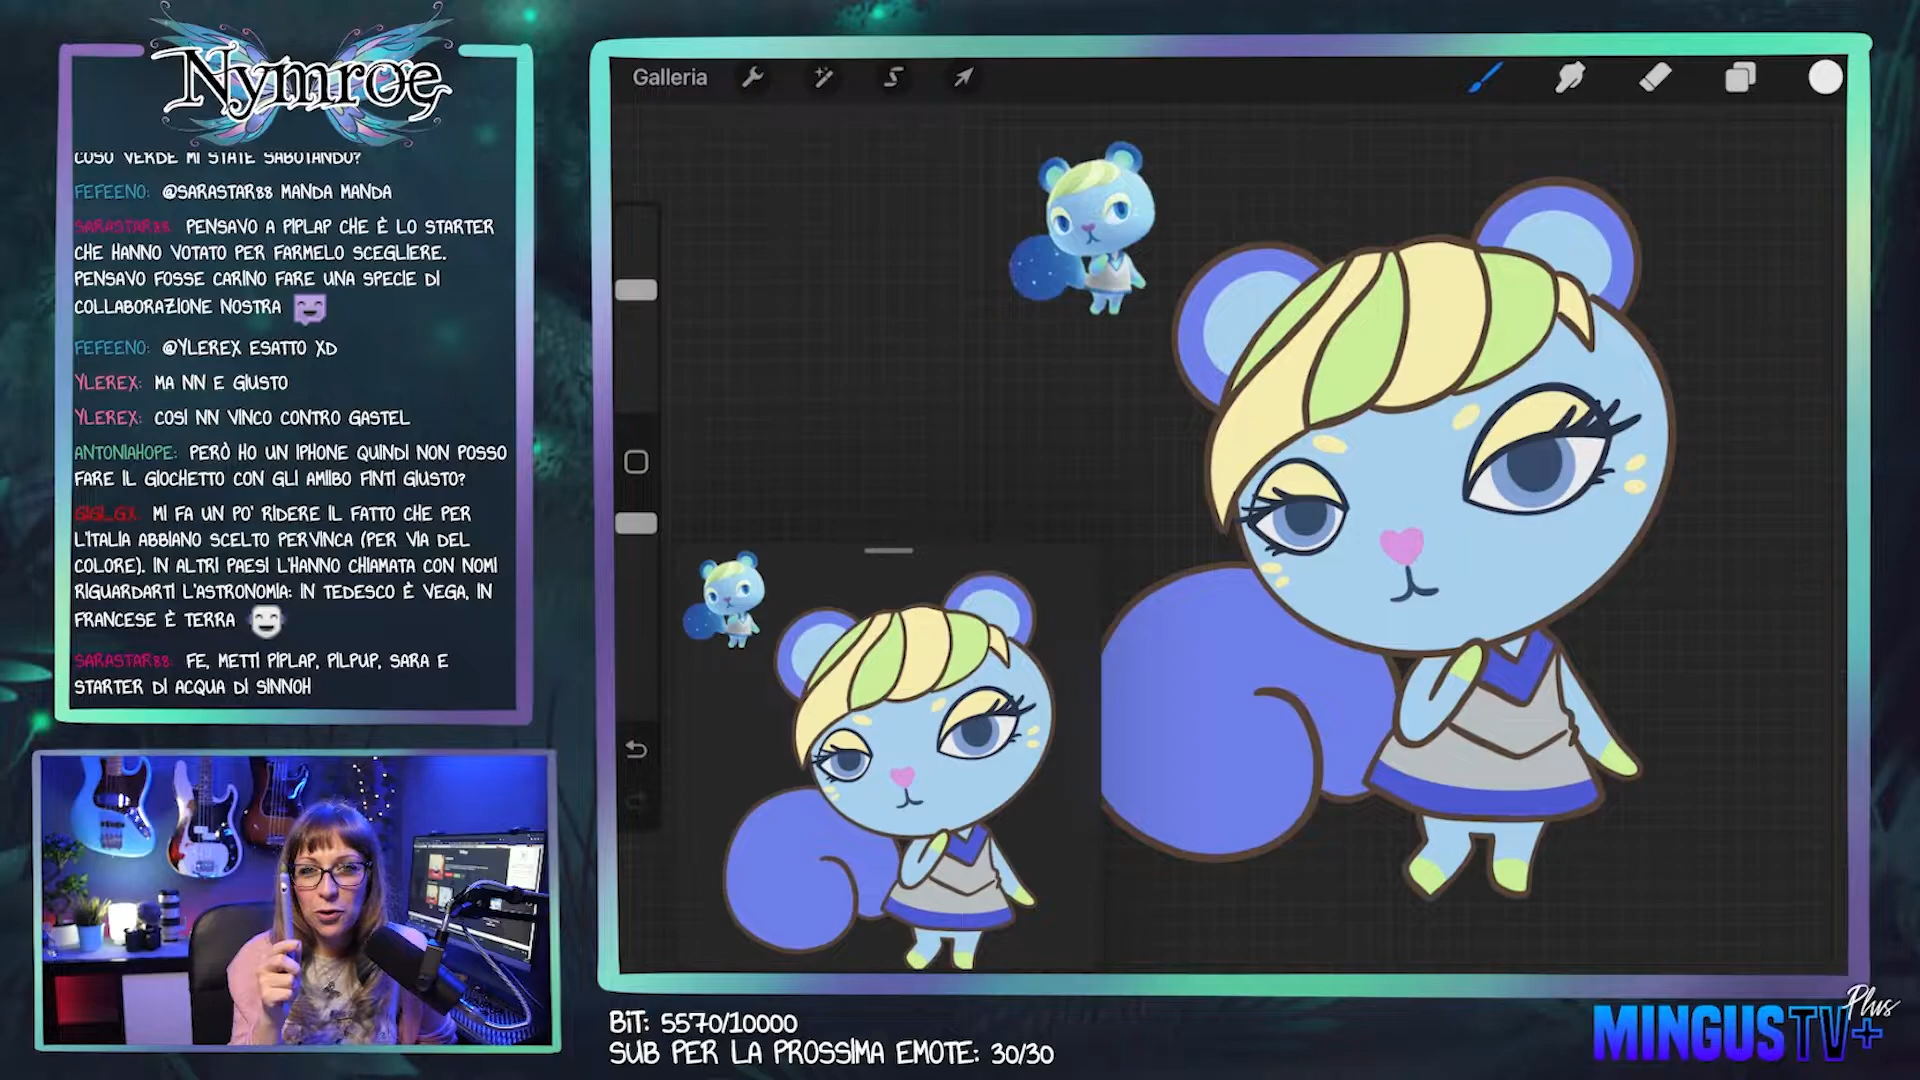 Nymroe
COSO VERDE MI STATE SABOTANDO?
FEFEENO: @SARASTAR88 MANDA MANDA
SARASTAR88: PENSAVO A PIPLAP CHE È LO STARTER
CHE HANNO VOTATO PER FARMELO SCEGLIERE.
PENSAVO FOSSE CARINO FARE UNA SPECIE DI
COLLABORAZIONE NOSTRA
FEFEENO: @YLEREX ESATTO XD
YLEREX: MA NN E GIUSTO
YLEREX: COSI NN VINCO CONTRO GASTEL
ANTONIAHOPE: PERÒ HO UN IPHONE QUINDI NON POSSO
FARE IL GIOCHETTO CON GLI AMIIBO FINTI GIUSTO?
GIGI_GX: MI FA UN PO' RIDERE IL FATTO CHE PER
L'ITALIA ABBIANO SCELTO PERVINCA (PER VIA DEL
COLORE). IN ALTRI PAESI L'HANNO CHIAMATA CON NOMI
RIGUARDARTI L'ASTRONOMIA: IN TEDESCO È VEGA, IN
FRANCESE È TERRA
SARASTAR88: FE, METTI PIPLAP, PILPUP, SARA E
STARTER DI ACQUA DI SINNOH
Galleria
BIT: 5570/10000
SUB PER LA PROSSIMA EMOTE: 30/30
MINGUSTV Plus+